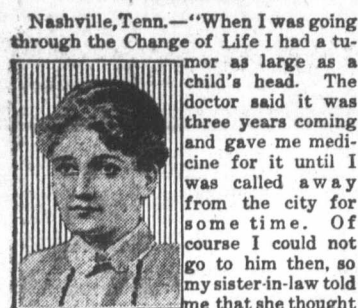 Nashville, Tenn.—"When I was going
through the Change of Life I had a tu-
mor as large as a
child's head. The
doctor said it was
three years coming
and gave me medi-
cine for it until I
was called away
from the city for
some time. Of
course I could not
go to him then, so
my sister-in-law told
me that she thought